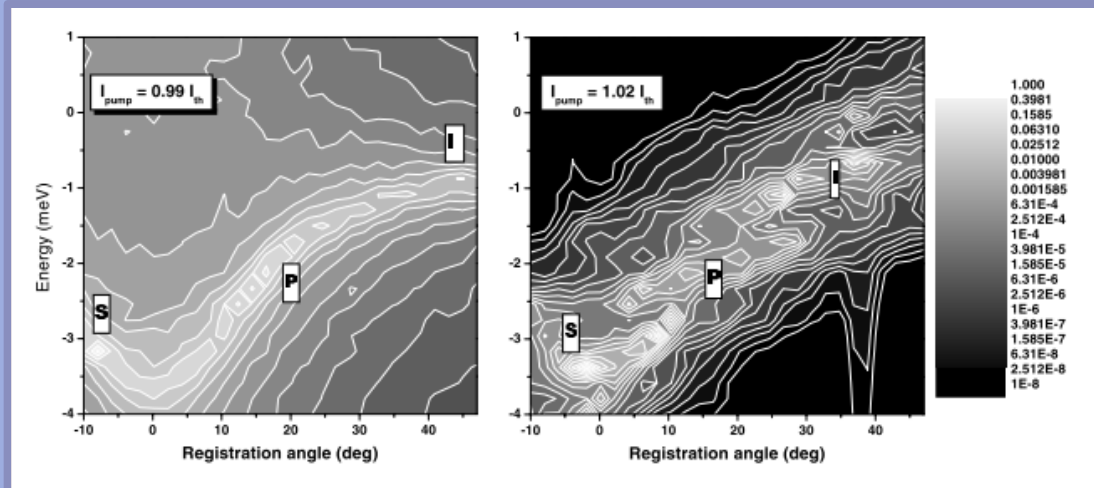 I pump = 0.99 I th
I
P
S
1
0
-1
-2
-3
-4
Energy (meV)
-10 0 10 20 30 40
Registration angle (deg)
I pump = 1.02 I th
I
P
S
1
0
-1
-2
-3
-4
-10 0 10 20 30 40
Registration angle (deg)
1.000
0.3981
0.1585
0.06310
0.02512
0.01000
0.003981
0.001585
6.31E-4
2.512E-4
1E-4
3.981E-5
1.585E-5
6.31E-6
2.512E-6
1E-6
3.981E-7
1.585E-7
6.31E-8
2.512E-8
1E-8